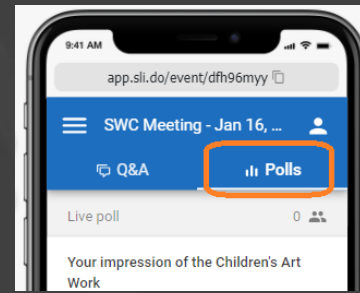 9:41 AM
app.sli.do/event/dfh96myy
SWC Meeting - Jan 16, ...
Q&A
Polls
Live poll
0
Your impression of the Children's Art
Work